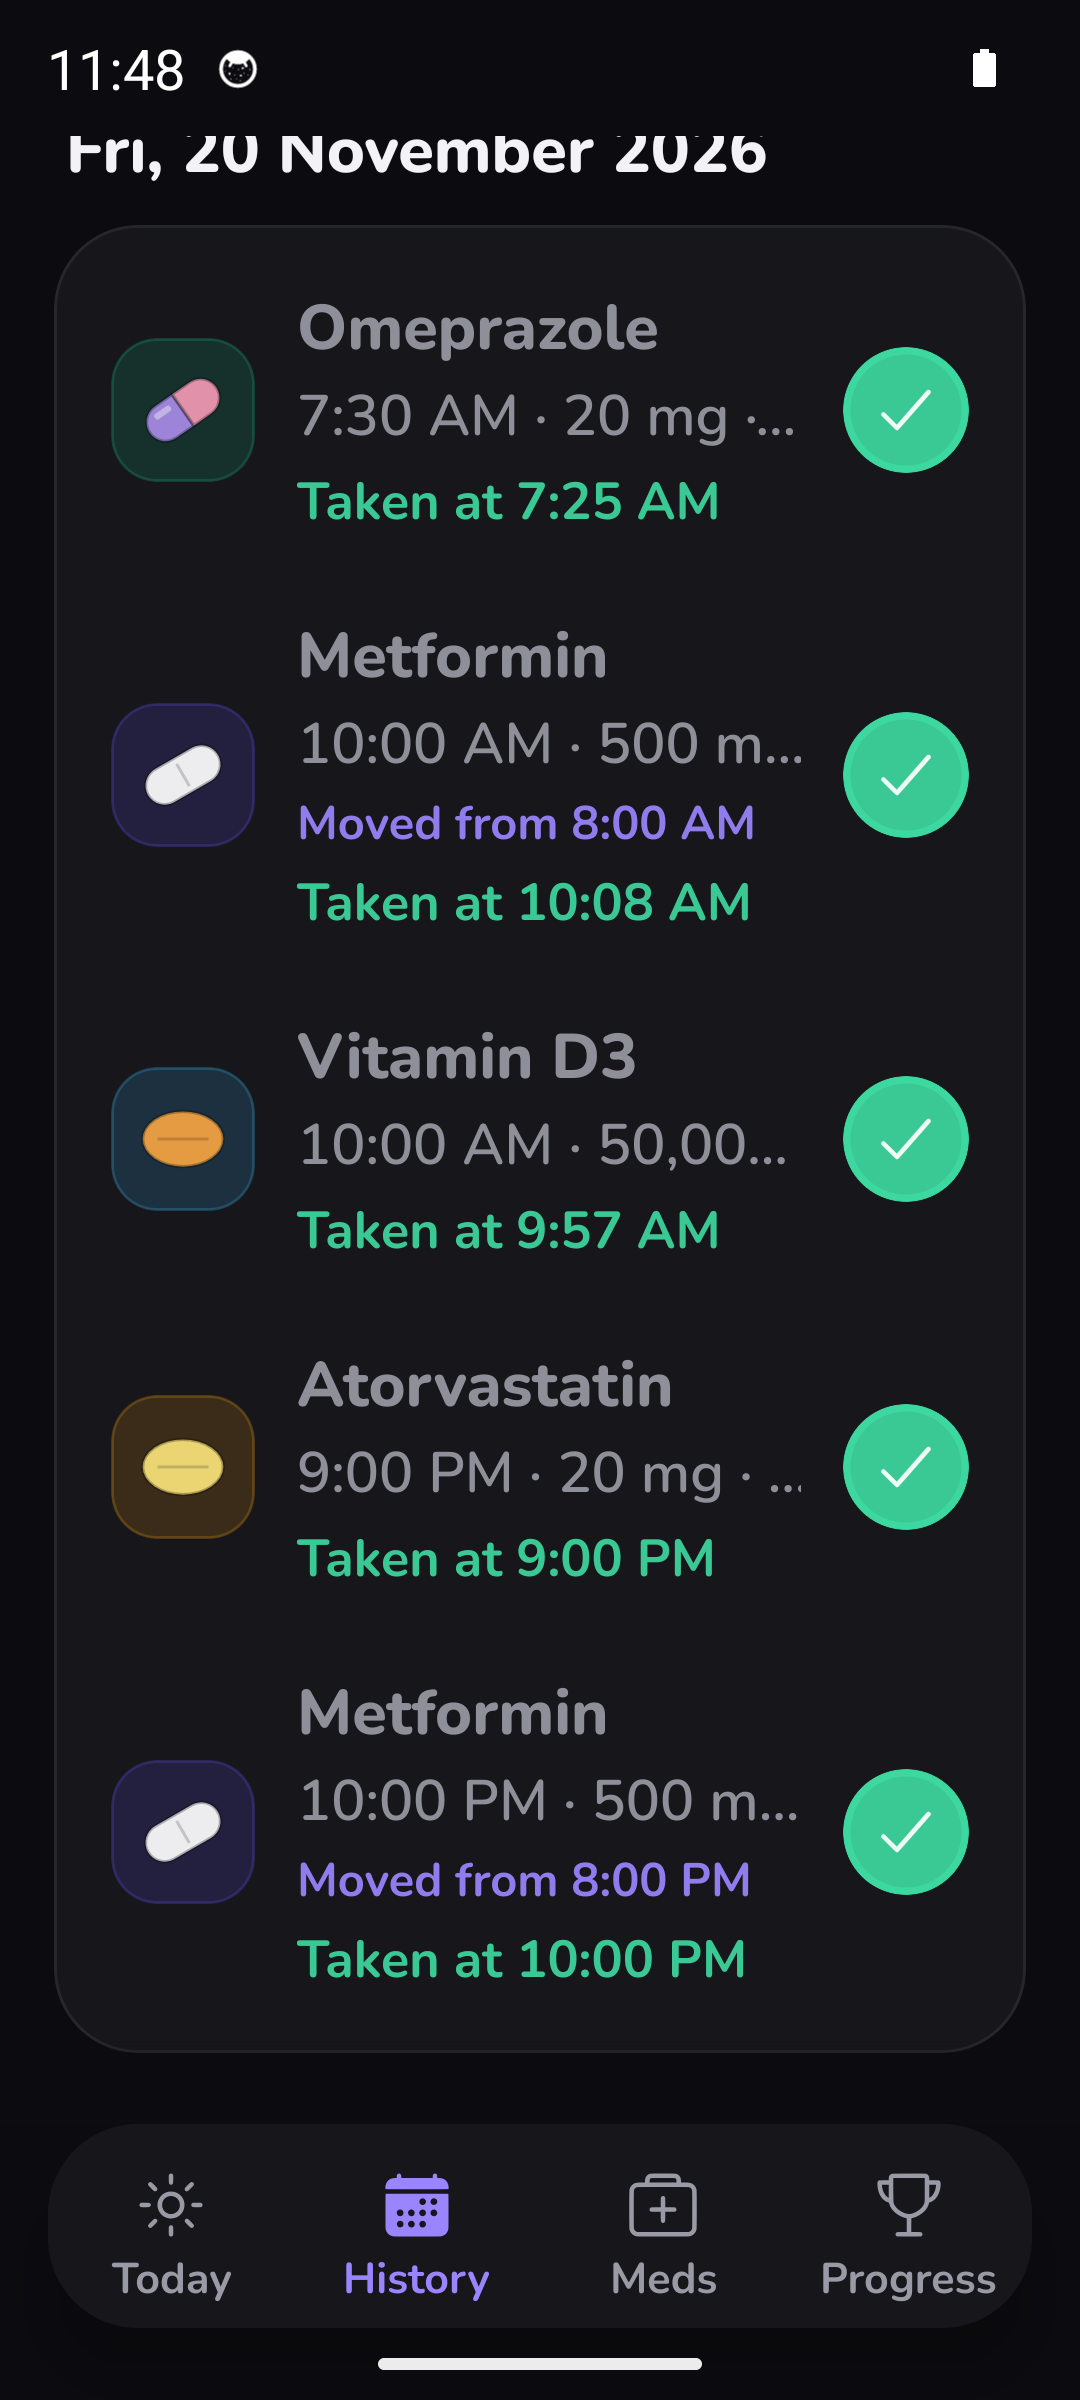 11:48
Fri, 20 November 2026
Omeprazole
7:30 AM · 20 mg ·...
Taken at 7:25 AM
Metformin
10:00 AM · 500 m...
Moved from 8:00 AM
Taken at 10:08 AM
Vitamin D3
10:00 AM · 50,00...
Taken at 9:57 AM
Atorvastatin
9:00 PM · 20 mg · ...
Taken at 9:00 PM
Metformin
10:00 PM · 500 m...
Moved from 8:00 PM
Taken at 10:00 PM
Today
History
Meds
Progress